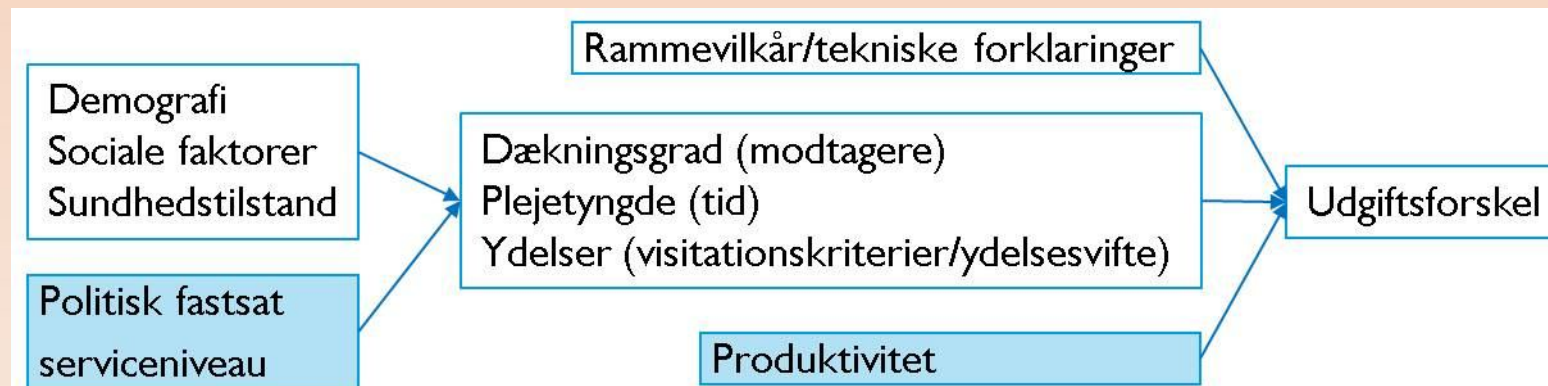 Rammevilkår/tekniske forklaringer
Demografi
Sociale faktorer
Sundhedstilstand
Dækningsgrad (modtagere)
Plejetyngde (tid)
Ydelser (visitationskriterier/ydelsesvifte)
Udgiftsforskel
Politisk fastsat
serviceniveau
Produktivitet